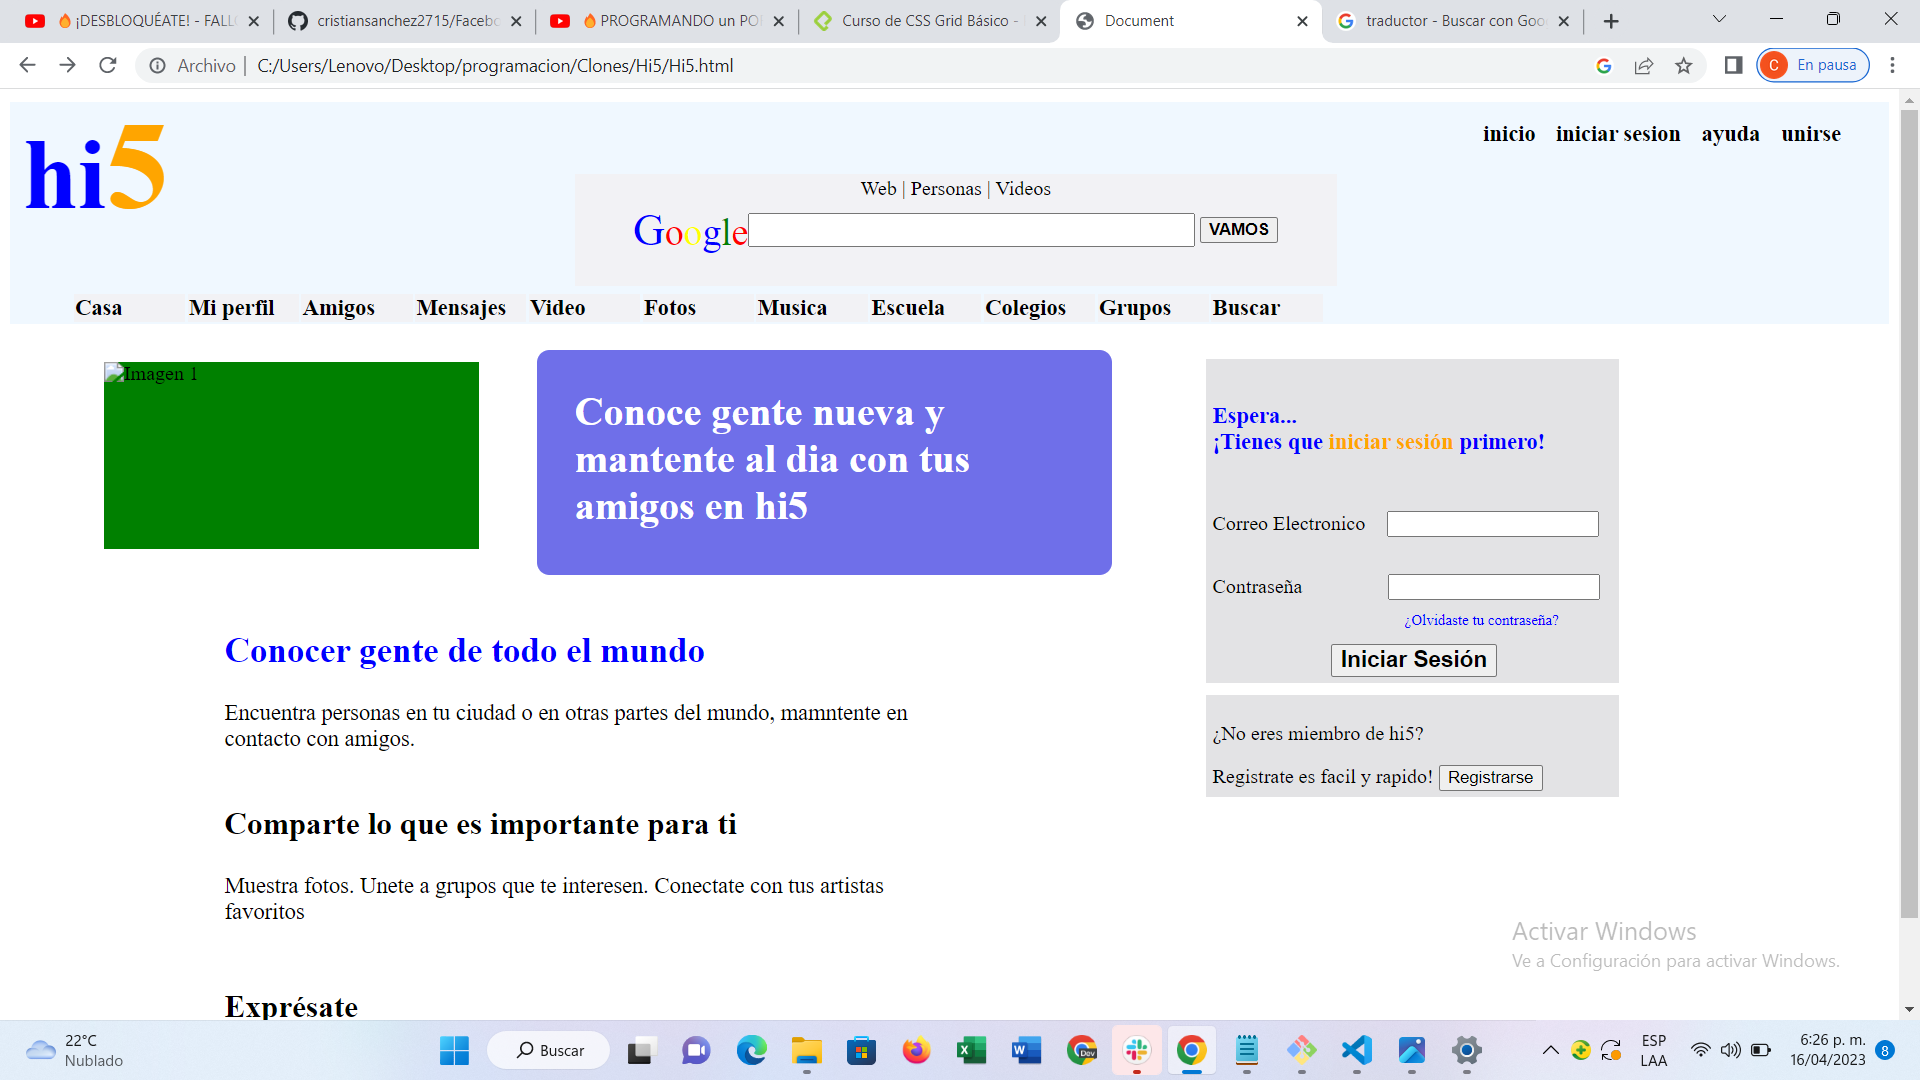 ¡DESBLOQUÉATE! - FALL
cristiansanchez2715/Facebo
PROGRAMANDO un PO
Curso de CSS Grid Básico -
Document
traductor - Buscar con Goo
Archivo | C:/Users/Lenovo/Desktop/programacion/Clones/Hi5/Hi5.html
C En pausa
hi5
inicio iniciar sesion ayuda unirse
Web | Personas | Videos
Google VAMOS
Casa Mi perfil Amigos Mensajes Video Fotos Musica Escuela Colegios Grupos Buscar
Imagen 1
Conoce gente nueva y
mantente al dia con tus
amigos en hi5
Espera...
¡Tienes que iniciar sesión primero!
Correo Electronico
Contraseña
¿Olvidaste tu contraseña?
Iniciar Sesión
¿No eres miembro de hi5?
Registrate es facil y rapido! Registrarse
Conocer gente de todo el mundo
Encuentra personas en tu ciudad o en otras partes del mundo, mamntente en
contacto con amigos.
Comparte lo que es importante para ti
Muestra fotos. Unete a grupos que te interesen. Conectate con tus artistas
favoritos
Exprésate
Activar Windows
Ve a Configuración para activar Windows.
22°C
Nublado
Buscar
Dev
ESP
LAA
6:26 p. m.
16/04/2023
8